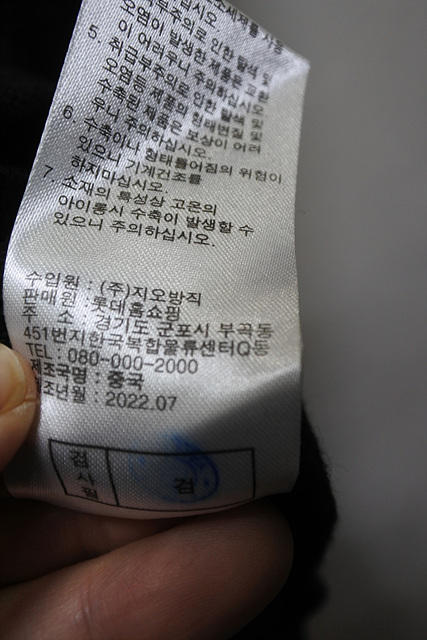 5. 오염이 발생한 제품은 교환
이 어려우니 주의하십시오
취급부주의로 인한 탈색 및
수축된 제품은 보상이 어려
우니 주의하십시오.
6. 수축이나 형태틀어짐의 위험이
있으니 기계건조를
하지마십시오.
7. 소재의 특성상 고온의
아이롱시 수축이 발생할 수
있으니 주의하십시오.
수입원 : (주)지오방직
판매원 : 롯데홈쇼핑
주 소 : 경기도 군포시 부곡동
451번지한국복합물류센터Q동
TEL : 080-000-2000
제조국명 : 중국
제조년월 : 2022.07
검사필
검